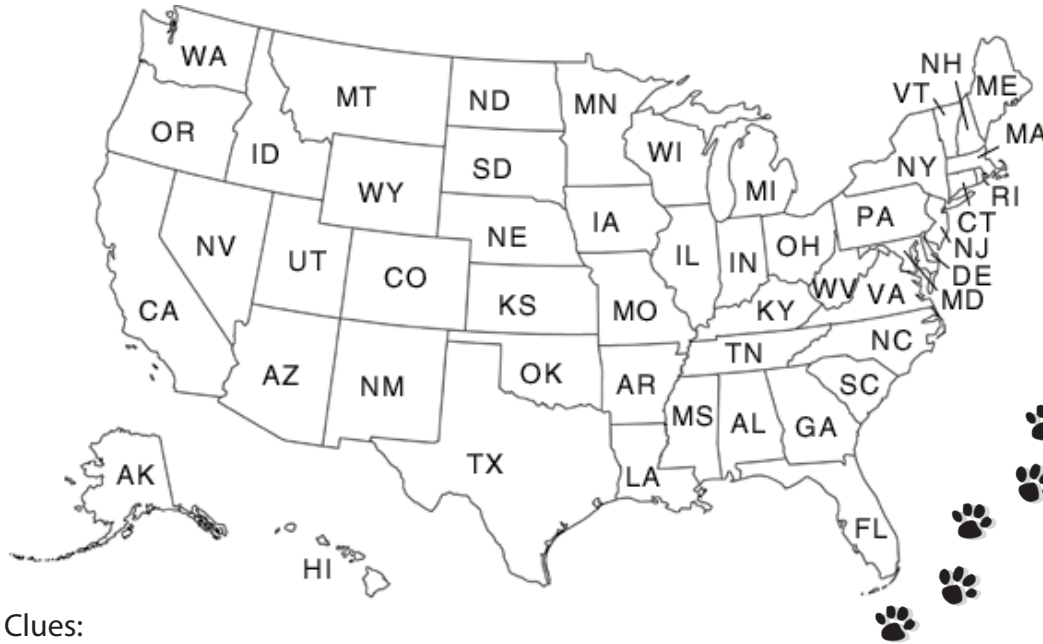 WA
MT
ND
MN
NH
VT
ME
OR
ID
SD
WI
MI
NY
MA
WY
RI
NV
UT
CO
NE
IA
IL
IN
OH
PA
CT
NJ
DE
MD
CA
KS
MO
KY
WV
VA
AZ
NM
OK
AR
TN
NC
SC
MS
AL
GA
TX
LA
AK
FL
HI
Clues: